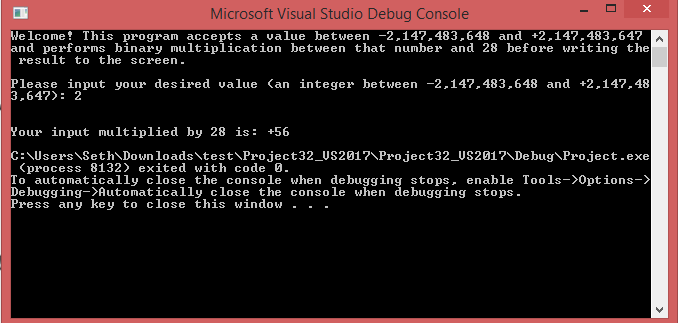 Microsoft Visual Studio Debug Console
Welcome! This program accepts a value between -2,147,483,648 and +2,147,483,647
and performs binary multiplication between that number and 28 before writing the
 result to the screen.
Please input your desired value (an integer between -2,147,483,648 and +2,147,48
3,647): 2
Your input multiplied by 28 is: +56
C:\Users\Seth\Downloads\test\Project32_VS2017\Project32_VS2017\Debug\Project.exe
 (process 8132) exited with code 0.
To automatically close the console when debugging stops, enable Tools->Options->
Debugging->Automatically close the console when debugging stops.
Press any key to close this window . . .